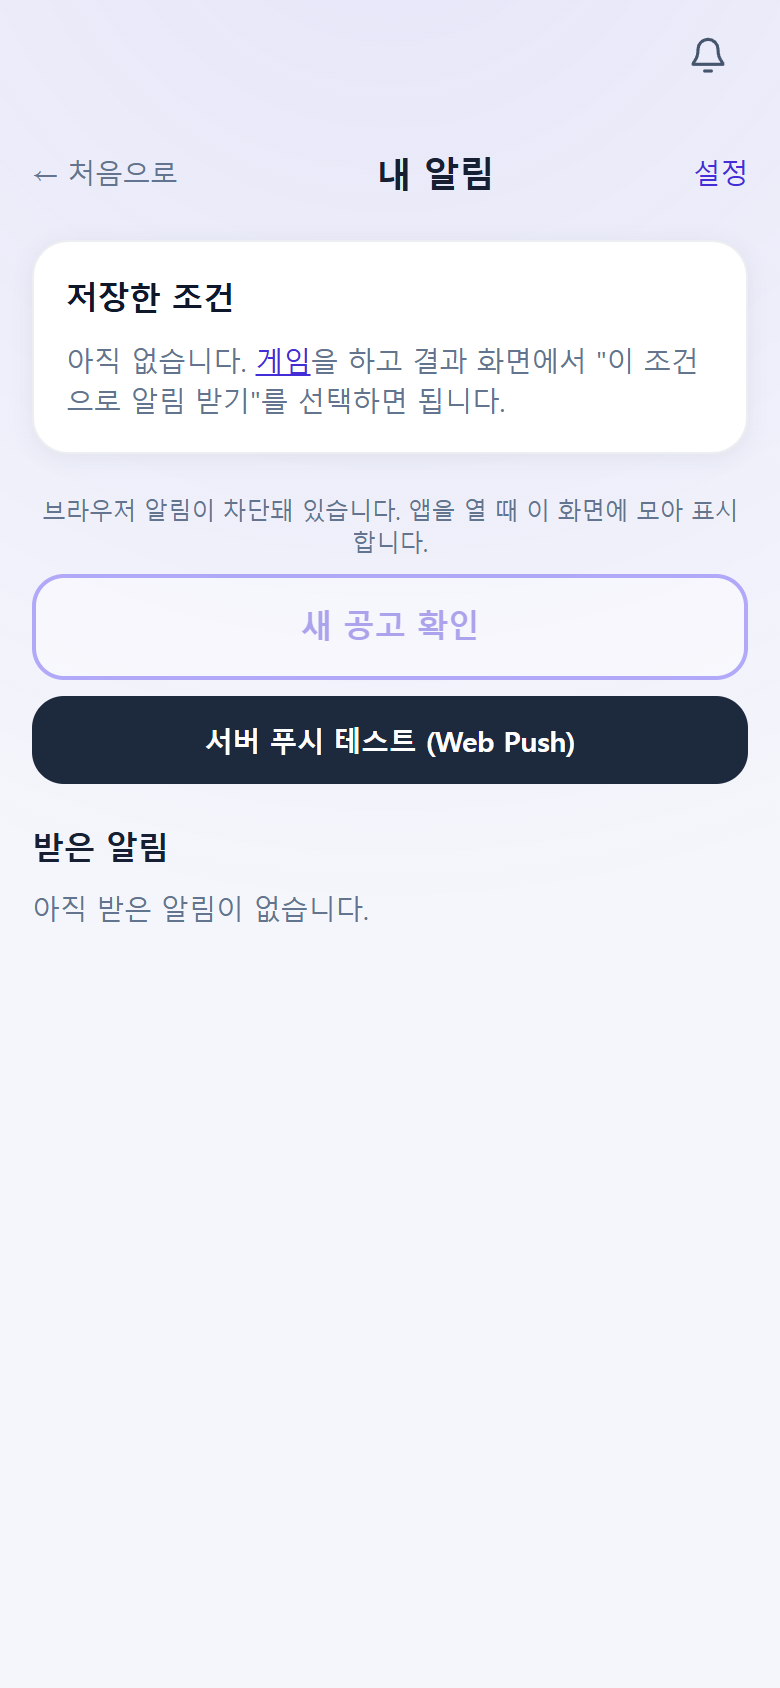 ← 처음으로
내 알림
설정
저장한 조건
아직 없습니다. 게임을 하고 결과 화면에서 "이 조건
으로 알림 받기"를 선택하면 됩니다.
브라우저 알림이 차단돼 있습니다. 앱을 열 때 이 화면에 모아 표시
합니다.
새 공고 확인
서버 푸시 테스트 (Web Push)
받은 알림
아직 받은 알림이 없습니다.